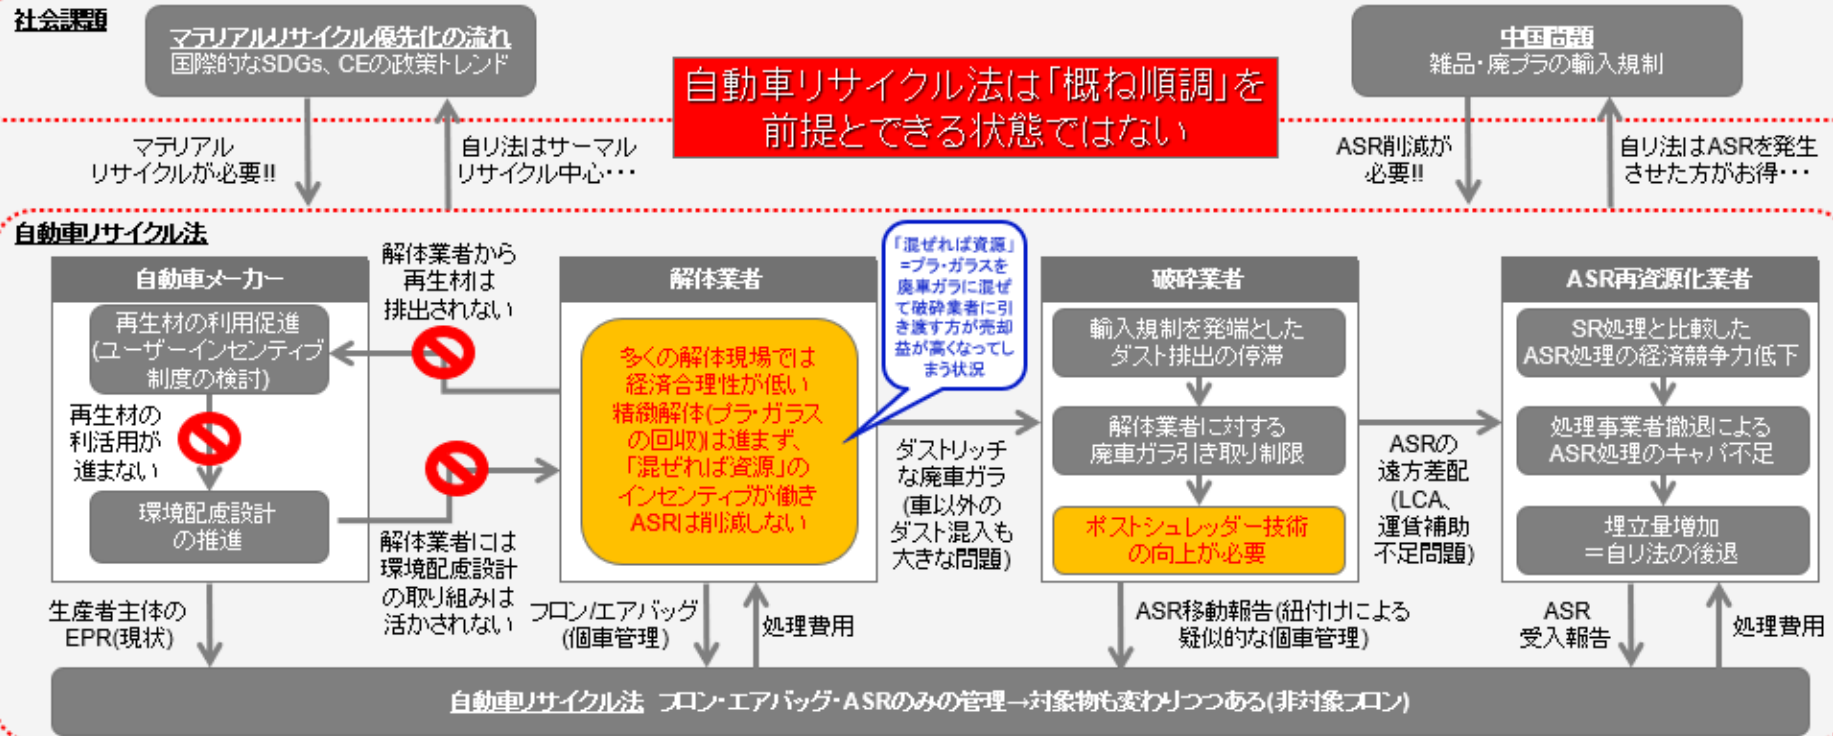 社会課題
マテリアルリサイクル優先化の流れ
国際的なSDGs、CEの政策トレンド
自動車リサイクル法は「概ね順調」を
前提とできる状態ではない
中国問題
雑品・廃プラの輸入規制
マテリアル
リサイクルが必要!!
自リ法はサーマル
リサイクル中心・・・
ASR削減が
必要!!
自リ法はASRを発生
させた方がお得・・・
自動車リサイクル法
自動車メーカー
再生材の利用促進
(ユーザーインセンティブ
制度の検討)
再生材の
利活用が
進まない
環境配慮設計
の推進
解体業者から
再生材は
排出されない
解体業者には
環境配慮設計
の取り組みは
活かされない
解体業者
多くの解体現場では
経済合理性が低い
精緻解体(プラ・ガラス
の回収)は進まず、
「混ぜれば資源」の
インセンティブが働き
ASRは削減しない
「混ぜれば資源」
=プラ・ガラスを
廃車ガラに混ぜ
て破砕業者に引
き渡す方が売却
益が高くなってし
まう状況
ダストリッチ
な廃車ガラ
(車以外の
ダスト混入も
大きな問題)
破砕業者
輸入規制を発端とした
ダスト排出の停滞
解体業者に対する
廃車ガラ引き取り制限
ポストシュレッダー技術
の向上が必要
ASRの
遠方差配
(LCA、
運賃補助
不足問題)
ASR再資源化業者
SR処理と比較した
ASR処理の経済競争力低下
処理事業者撤退による
ASR処理のキャパ不足
埋立量増加
=自リ法の後退
生産者主体の
EPR(現状)
フロン/エアバッグ
(個車管理)
処理費用
ASR移動報告(紐付けによる
疑似的な個車管理)
ASR
受入報告
処理費用
自動車リサイクル法 フロン・エアバッグ・ASRのみの管理→対象物も変わりつつある(非対象フロン)